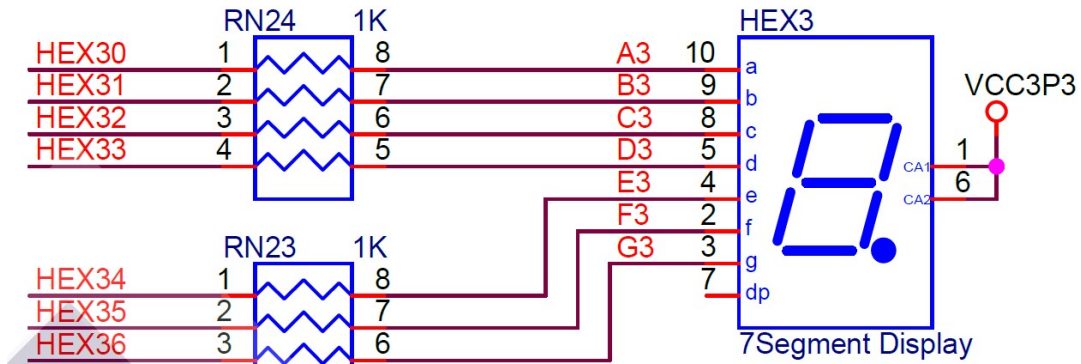 RN24 1K HEX3
HEX30 1 8 A3 10 a
HEX31 2 7 B3 9 b VCC3P3
HEX32 3 6 C3 8 c
HEX33 4 5 D3 5 d CA1 1
E3 4 e CA2 6
F3 2 f
RN23 1K G3 3 g
HEX34 1 8 7 dp
HEX35 2 7
HEX36 3 6 7Segment Display